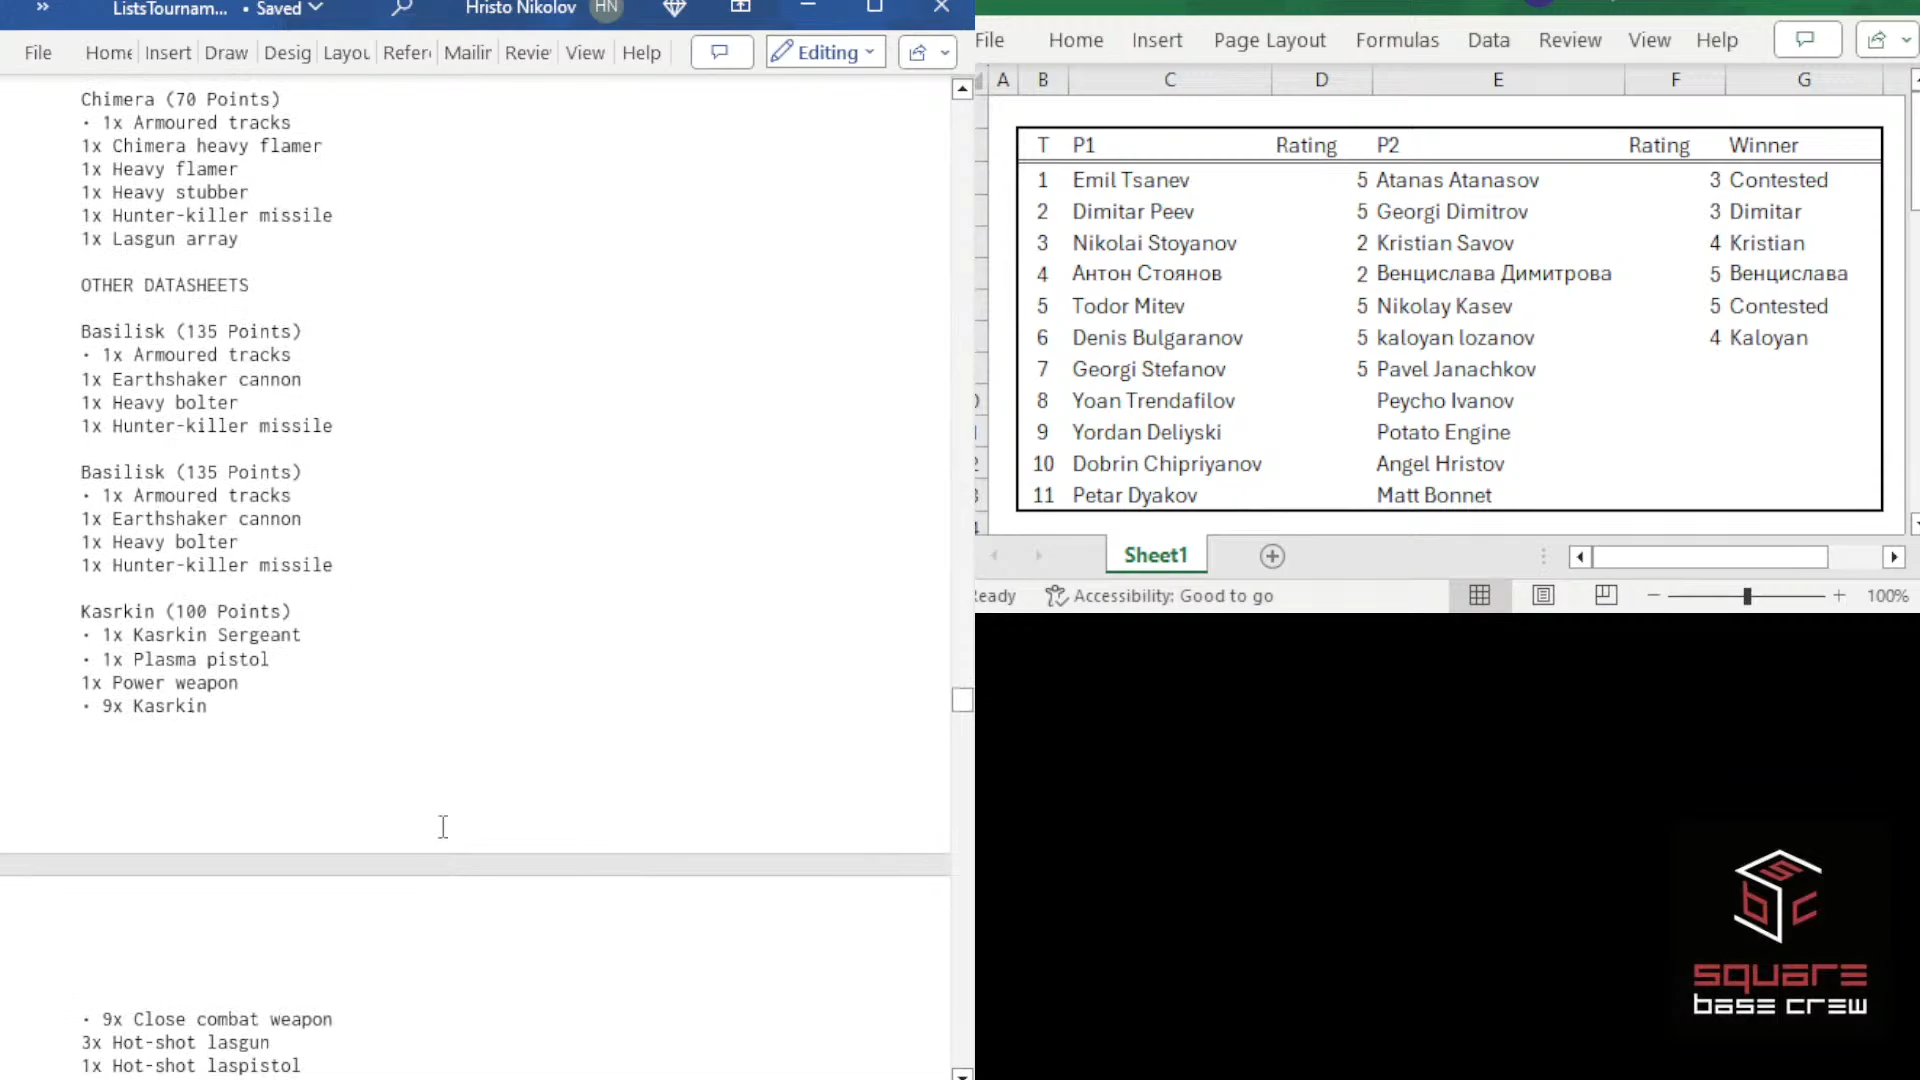 ListsTournam... • Saved
Hristo Nikolov HN
File Home Insert Draw Desig Layou Refer Mailir Revie View Help Editing
Chimera (70 Points)
• 1x Armoured tracks
1x Chimera heavy flamer
1x Heavy flamer
1x Heavy stubber
1x Hunter-killer missile
1x Lasgun array
OTHER DATASHEETS
Basilisk (135 Points)
• 1x Armoured tracks
1x Earthshaker cannon
1x Heavy bolter
1x Hunter-killer missile
Basilisk (135 Points)
• 1x Armoured tracks
1x Earthshaker cannon
1x Heavy bolter
1x Hunter-killer missile
Kasrkin (100 Points)
• 1x Kasrkin Sergeant
• 1x Plasma pistol
1x Power weapon
• 9x Kasrkin
• 9x Close combat weapon
3x Hot-shot lasgun
1x Hot-shot laspistol
File Home Insert Page Layout Formulas Data Review View Help
A B C D E F G
T P1 Rating P2 Rating Winner
1 Emil Tsanev 5 Atanas Atanasov 3 Contested
2 Dimitar Peev 5 Georgi Dimitrov 3 Dimitar
3 Nikolai Stoyanov 2 Kristian Savov 4 Kristian
4 Антон Стоянов 2 Венцислава Димитрова 5 Венцислава
5 Todor Mitev 5 Nikolay Kasev 5 Contested
6 Denis Bulgaranov 5 kaloyan lozanov 4 Kaloyan
7 Georgi Stefanov 5 Pavel Janachkov
8 Yoan Trendafilov Peycho Ivanov
9 Yordan Deliyski Potato Engine
10 Dobrin Chipriyanov Angel Hristov
11 Petar Dyakov Matt Bonnet
Sheet1
eady Accessibility: Good to go 100%
sbc
square
base crew